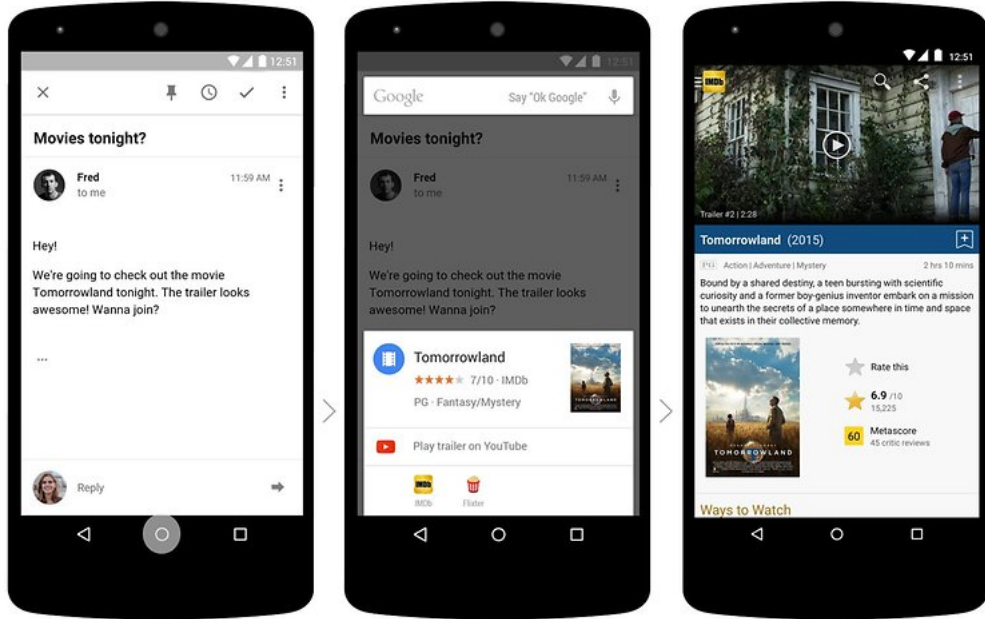 12:51
Movies tonight?
Fred
11:59 AM
to me
Hey!
We're going to check out the movie
Tomorrowland tonight. The trailer looks
awesome! Wanna join?
...
Reply
12:51
Google
Say "Ok Google"
Movies tonight?
Fred
11:59 AM
to me
Hey!
We're going to check out the movie
Tomorrowland tonight. The trailer looks
awesome! Wanna join?
Tomorrowland
7/10 · IMDb
PG · Fantasy/Mystery
TOMORROWLAND
Play trailer on YouTube
IMDb
IMDb
Flixter
12:51
IMDb
Trailer #2 | 2:28
Tomorrowland (2015)
PG Action | Adventure | Mystery
2 hrs 10 mins
Bound by a shared destiny, a teen bursting with scientific
curiosity and a former boy-genius inventor embark on a mission
to unearth the secrets of a place somewhere in time and space
that exists in their collective memory.
Rate this
6.9 /10
15,225
60
Metascore
45 critic reviews
TOMORROWLAND
Ways to Watch